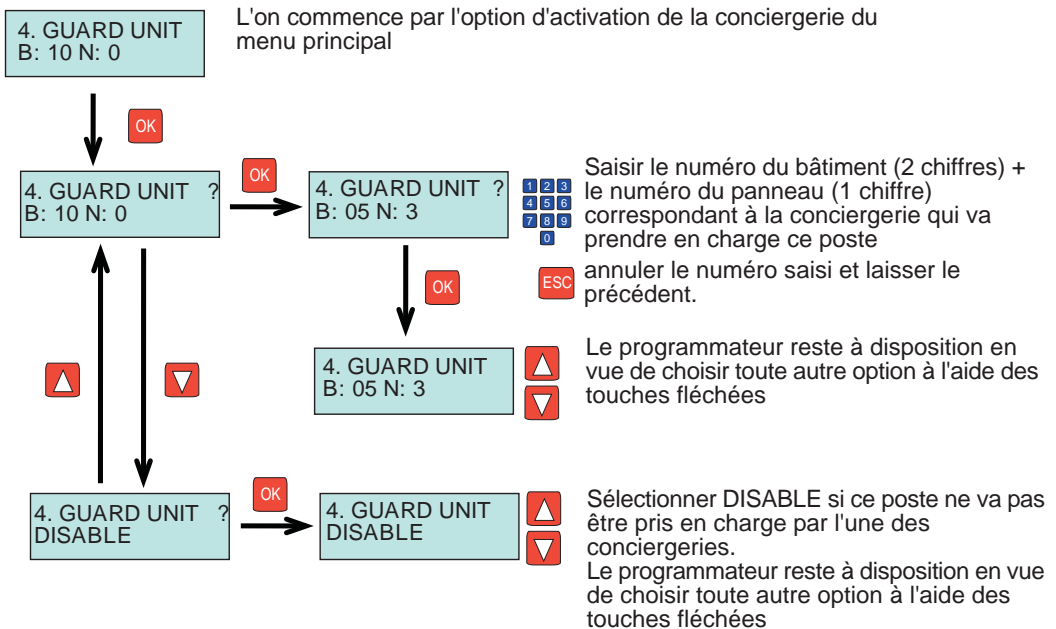 4. GUARD UNIT
B: 10 N: 0
L'on commence par l'option d'activation de la conciergerie du
menu principal
OK
4. GUARD UNIT ?
B: 10 N: 0
OK
4. GUARD UNIT ?
B: 05 N: 3
1 2 3
4 5 6
7 8 9
0
Saisir le numéro du bâtiment (2 chiffres) +
le numéro du panneau (1 chiffre)
correspondant à la conciergerie qui va
prendre en charge ce poste
ESC
annuler le numéro saisi et laisser le
précédent.
OK
4. GUARD UNIT
B: 05 N: 3
Le programmateur reste à disposition en
vue de choisir toute autre option à l'aide des
touches fléchées
4. GUARD UNIT ?
DISABLE
OK
4. GUARD UNIT
DISABLE
Sélectionner DISABLE si ce poste ne va pas
être pris en charge par l'une des
conciergeries.
Le programmateur reste à disposition en vue
de choisir toute autre option à l'aide des
touches fléchées